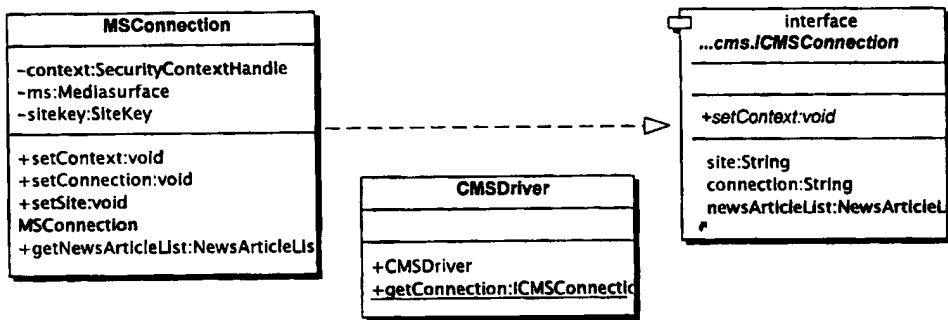 MSConnection
-context:SecurityContextHandle
-ms:Mediasurface
-sitekey:SiteKey
+setContext:void
+setConnection:void
+setSite:void
MSConnection
+getNewsArticleList:NewsArticleLis
CMSDriver
+CMSDriver
+getConnection:ICMSConnectio
interface
...cms.ICMSConnection
+setContext:void
site:String
connection:String
newsArticleList:NewsArticleL